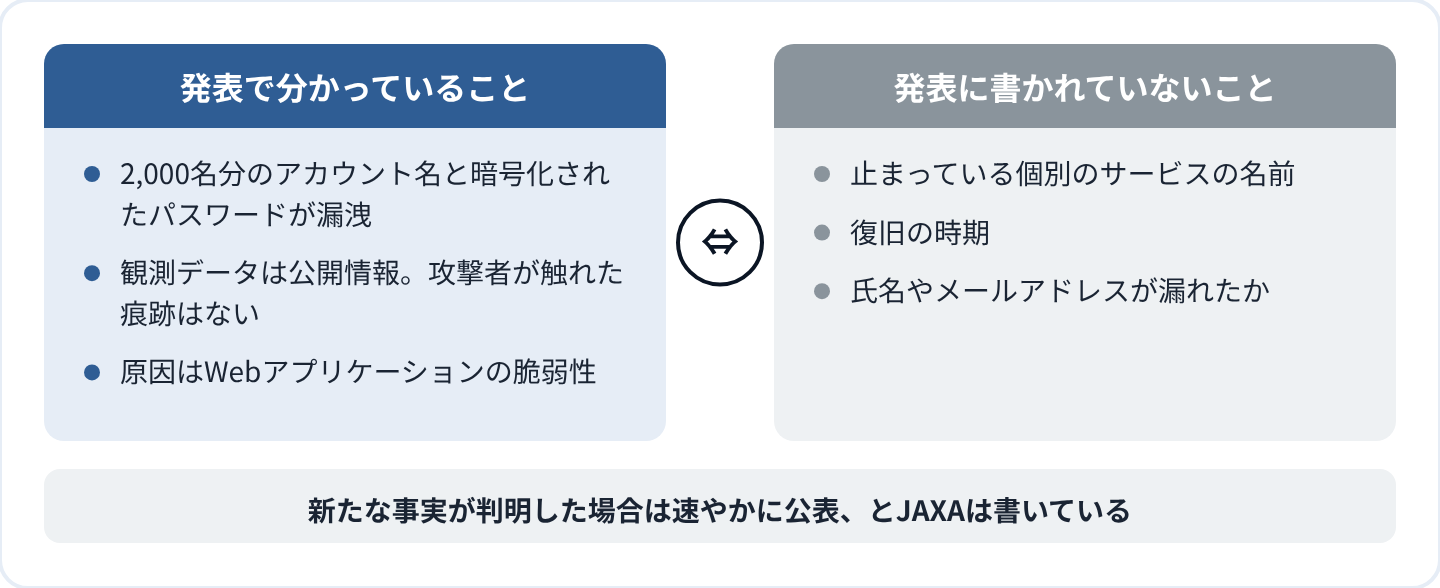 発表で分かっていること
2,000名分のアカウント名と暗号化され
たパスワードが漏洩
観測データは公開情報。攻撃者が触れた
痕跡はない
原因はWebアプリケーションの脆弱性
⇔
発表に書かれていないこと
止まっている個別のサービスの名前
復旧の時期
氏名やメールアドレスが漏れたか
新たな事実が判明した場合は速やかに公表、とJAXAは書いている